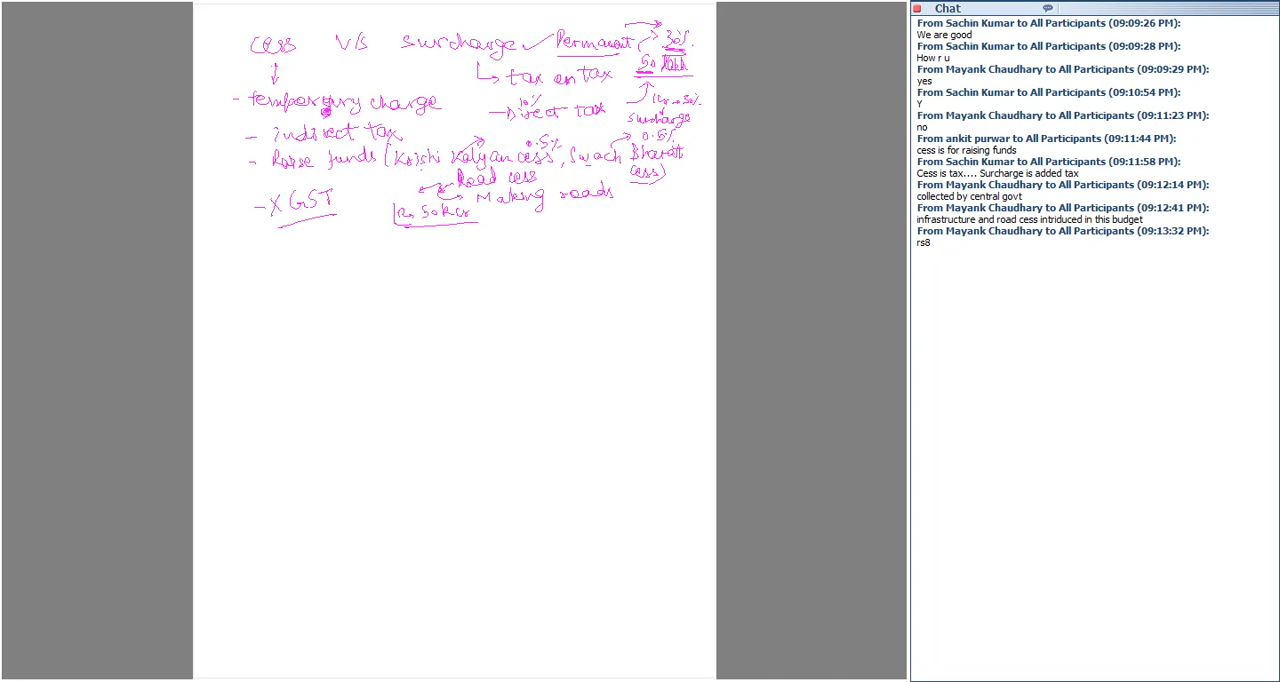 cess v/s surcharge Permanat 30%.
tax on tax 50 lakh
- temporary charge
- Direct tax 10%
surcharge
- indirect tax
0.5% 0.5%
- Raise funds (Krishi Kalyan cess, Swach Bharat cess)
Road cess
Making roads
- X GST
50K cr
Chat
From Sachin Kumar to All Participants (09:09:26 PM):
We are good
From Sachin Kumar to All Participants (09:09:28 PM):
How r u
From Mayank Chaudhary to All Participants (09:09:29 PM):
yes
From Sachin Kumar to All Participants (09:10:54 PM):
Y
From Mayank Chaudhary to All Participants (09:11:23 PM):
no
From ankit purwar to All Participants (09:11:44 PM):
cess is for raising funds
From Sachin Kumar to All Participants (09:11:58 PM):
Cess is tax.... Surcharge is added tax
From Sachin Kumar to All Participants (09:12:14 PM):
collected by central govt
From Mayank Chaudhary to All Participants (09:12:41 PM):
infrastructure and road cess intriduced in this budget
From Mayank Chaudhary to All Participants (09:13:32 PM):
rs8